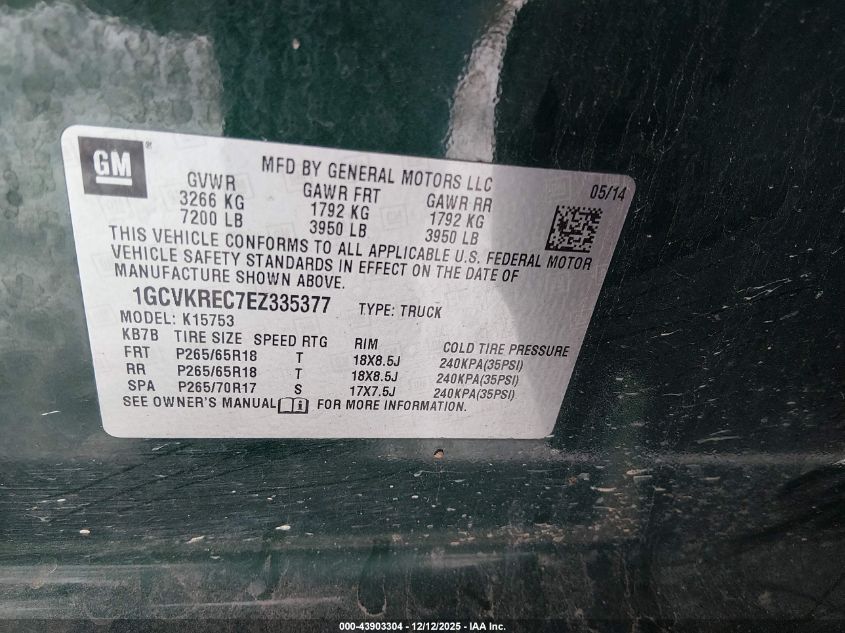 GM
MFD BY GENERAL MOTORS LLC 05/14
GVWR GAWR FRT GAWR RR
3266 KG 1792 KG 1792 KG
7200 LB 3950 LB 3950 LB
THIS VEHICLE CONFORMS TO ALL APPLICABLE U.S. FEDERAL MOTOR
VEHICLE SAFETY STANDARDS IN EFFECT ON THE DATE OF
MANUFACTURE SHOWN ABOVE.
1GCVKREC7EZ335377 TYPE: TRUCK
MODEL: K15753
KB7B TIRE SIZE SPEED RTG RIM COLD TIRE PRESSURE
FRT P265/65R18 T 18X8.5J 240KPA(35PSI)
RR P265/65R18 T 18X8.5J 240KPA(35PSI)
SPA P265/70R17 S 17X7.5J 240KPA(35PSI)
SEE OWNER'S MANUAL i FOR MORE INFORMATION.
000-43903304 - 12/12/2025 - IAA Inc.